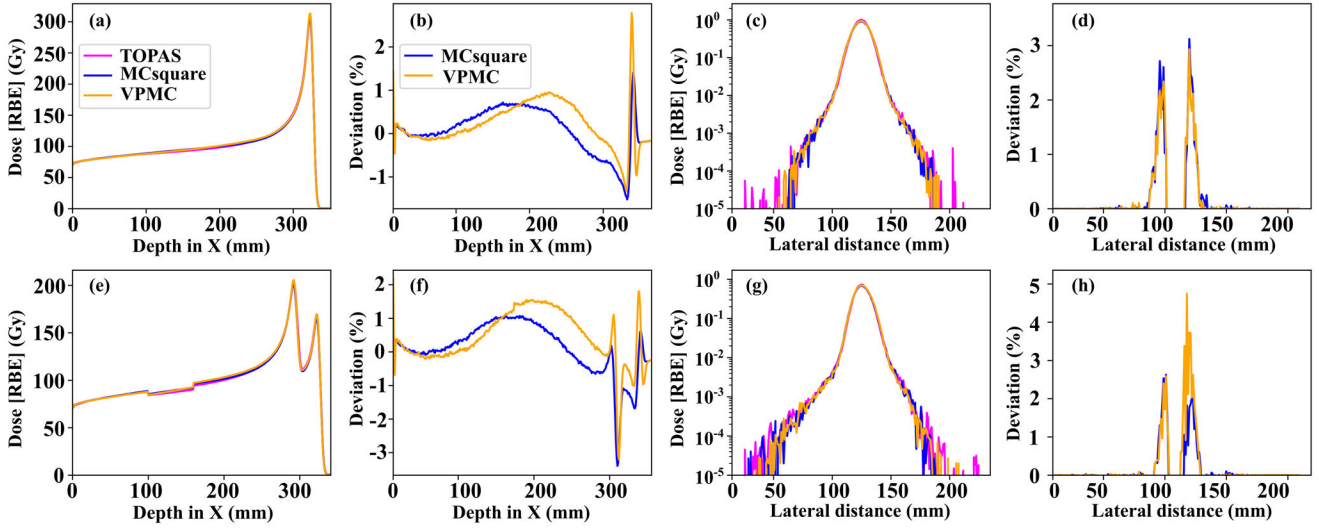 (a)
TOPAS
MCsquare
VPMC
Dose [RBE] (Gy)
300
250
200
150
100
50
0
0 100 200 300
Depth in X (mm)
(b)
MCsquare
VPMC
Deviation (%)
2
1
0
-1
0 100 200 300
Depth in X (mm)
(c)
Dose [RBE] (Gy)
10^0
10^-1
10^-2
10^-3
10^-4
10^-5
0 50 100 150 200
Lateral distance (mm)
(d)
Deviation (%)
3
2
1
0
0 50 100 150 200
Lateral distance (mm)
(e)
Dose [RBE] (Gy)
200
150
100
50
0
0 100 200 300
Depth in X (mm)
(f)
Deviation (%)
2
1
0
-1
-2
-3
0 100 200 300
Depth in X (mm)
(g)
Dose [RBE] (Gy)
10^0
10^-1
10^-2
10^-3
10^-4
10^-5
0 50 100 150 200
Lateral distance (mm)
(h)
Deviation (%)
5
4
3
2
1
0
0 50 100 150 200
Lateral distance (mm)